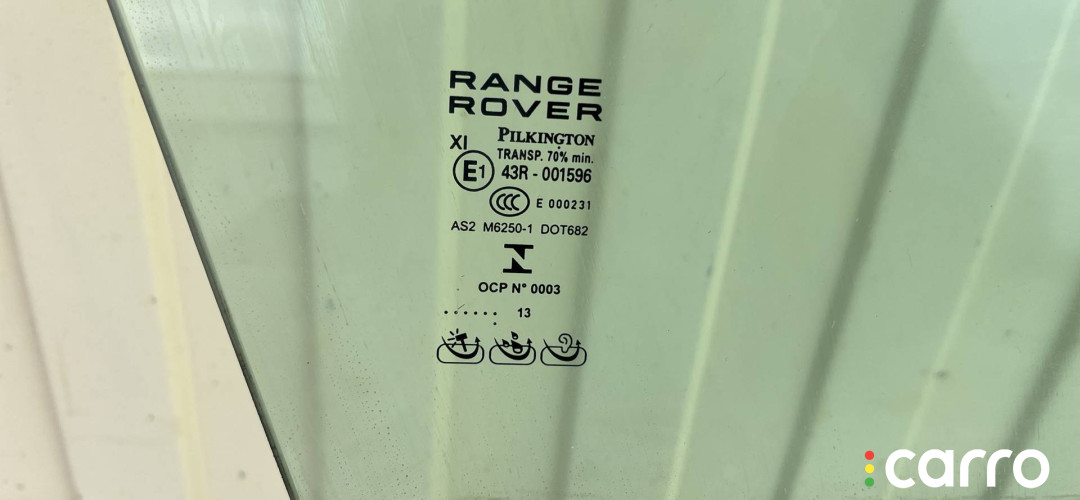 RANGE
ROVER
PILKINGTON
XI
TRANSP. 70% min.
E1 43R - 001596
CCC E 000231
AS2 M6250-1 DOT682
OCP N° 0003
...... 13
carro